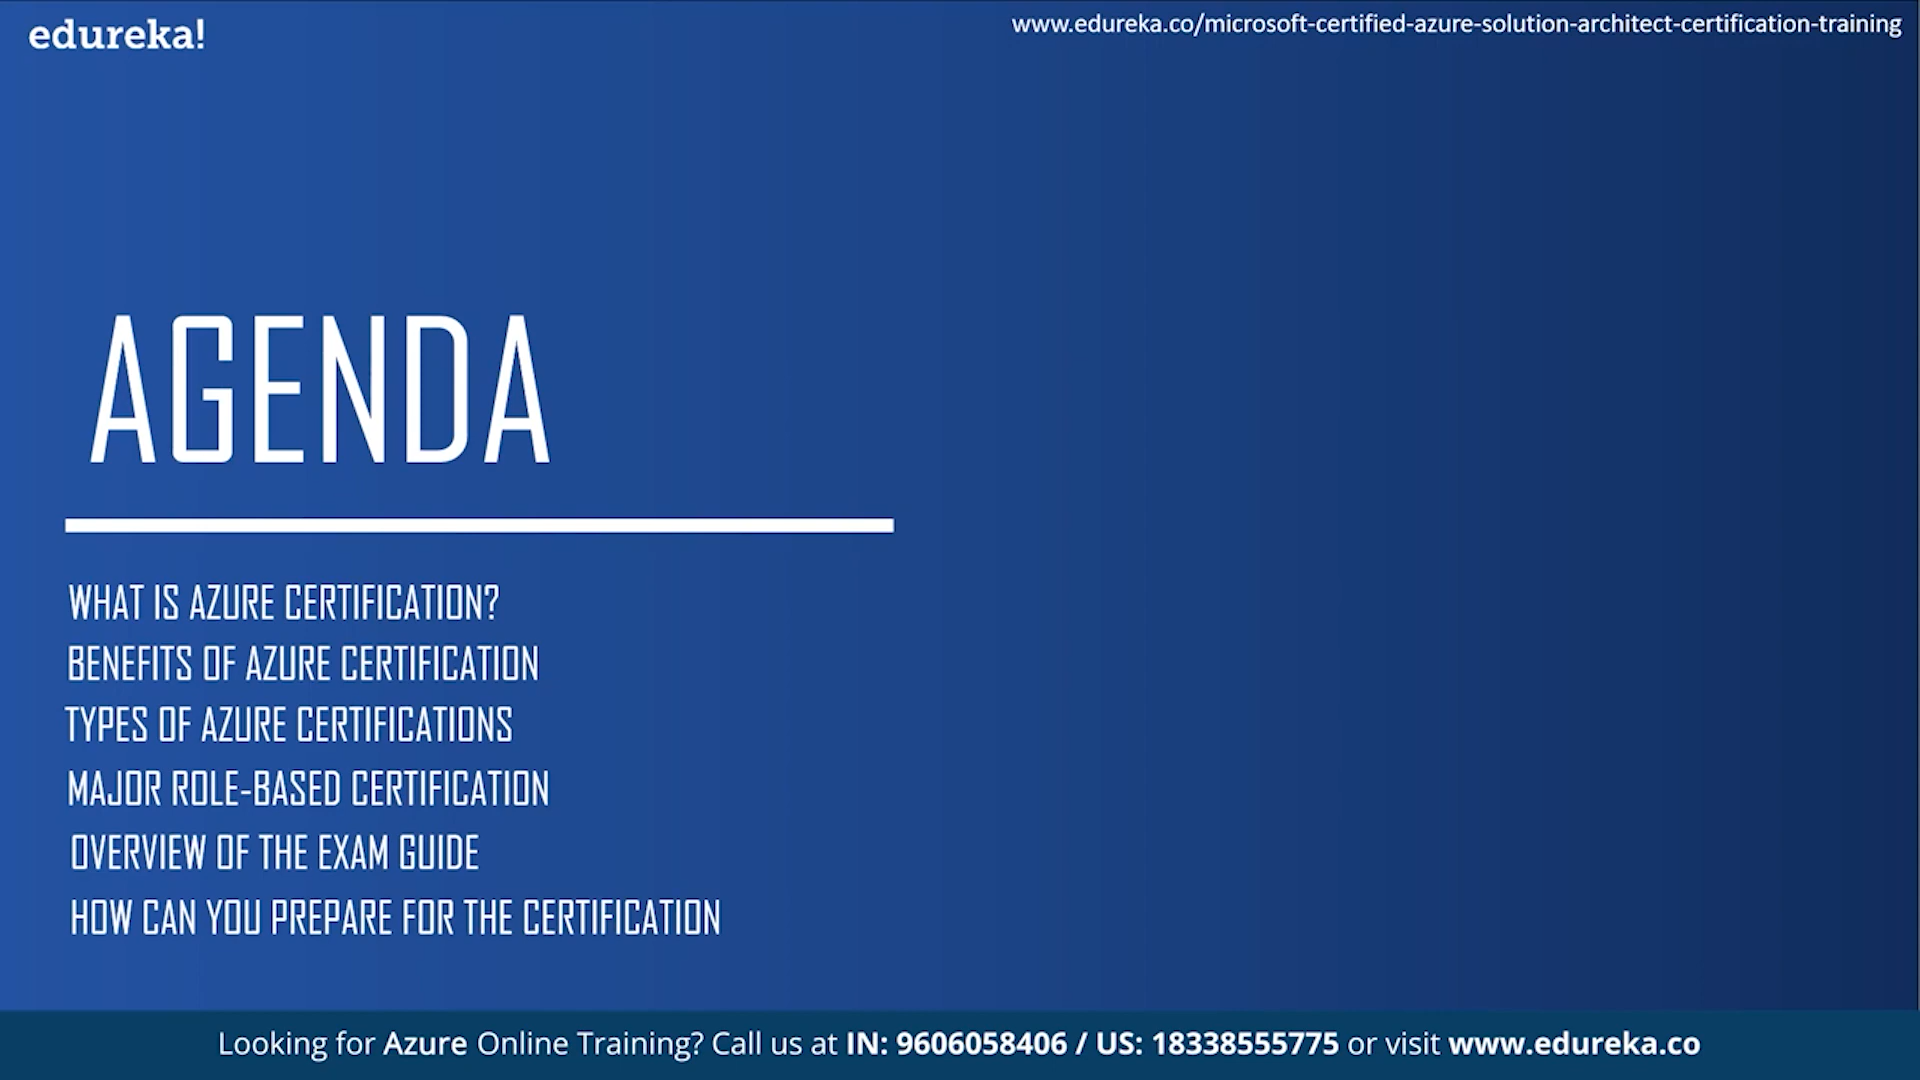 edureka!
www.edureka.co/microsoft-certified-azure-solution-architect-certification-training
AGENDA
WHAT IS AZURE CERTIFICATION?
BENEFITS OF AZURE CERTIFICATION
TYPES OF AZURE CERTIFICATIONS
MAJOR ROLE-BASED CERTIFICATION
OVERVIEW OF THE EXAM GUIDE
HOW CAN YOU PREPARE FOR THE CERTIFICATION
Looking for Azure Online Training? Call us at IN: 9606058406 / US: 18338555775 or visit www.edureka.co